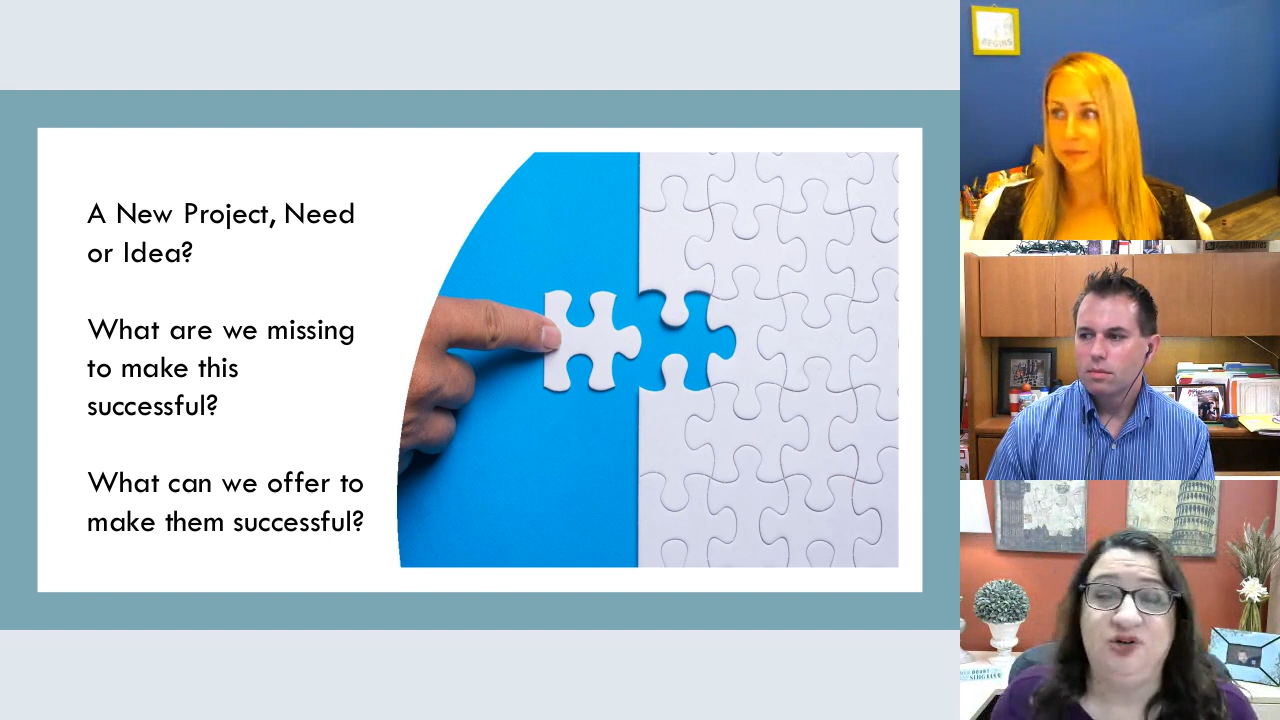 A New Project, Need
or Idea?
What are we missing
to make this
successful?
What can we offer to
make them successful?